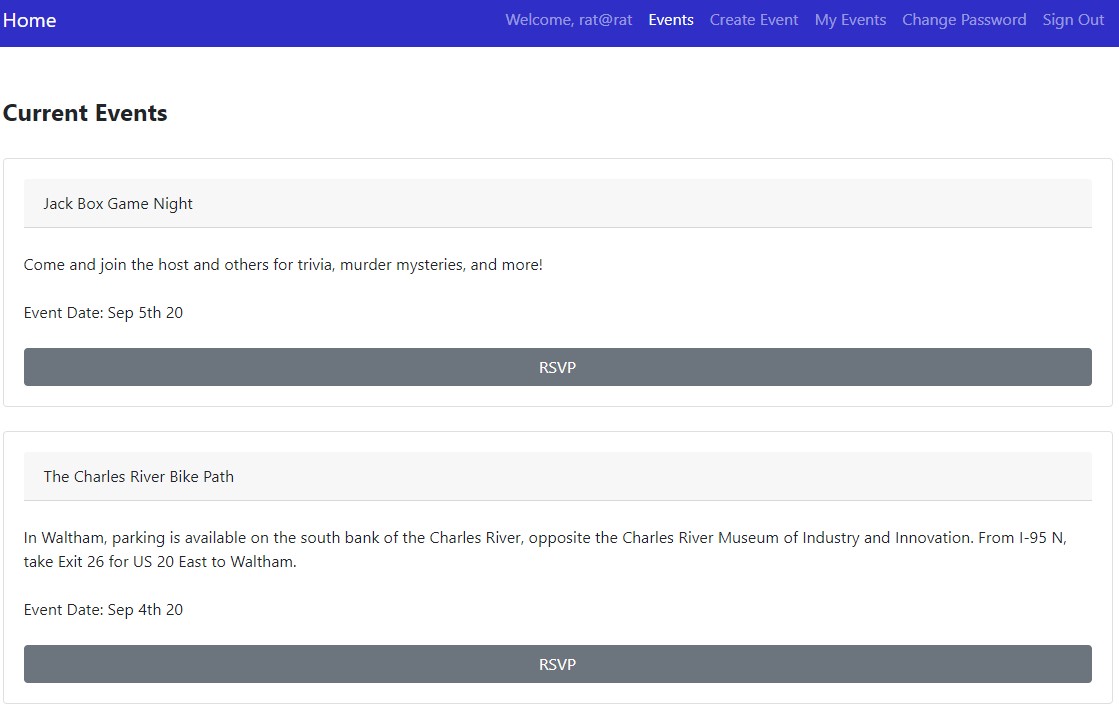 Home Welcome, rat@rat Events Create Event My Events Change Password Sign Out
Current Events
Jack Box Game Night
Come and join the host and others for trivia, murder mysteries, and more!
Event Date: Sep 5th 20
RSVP
The Charles River Bike Path
In Waltham, parking is available on the south bank of the Charles River, opposite the Charles River Museum of Industry and Innovation. From I-95 N,
take Exit 26 for US 20 East to Waltham.
Event Date: Sep 4th 20
RSVP